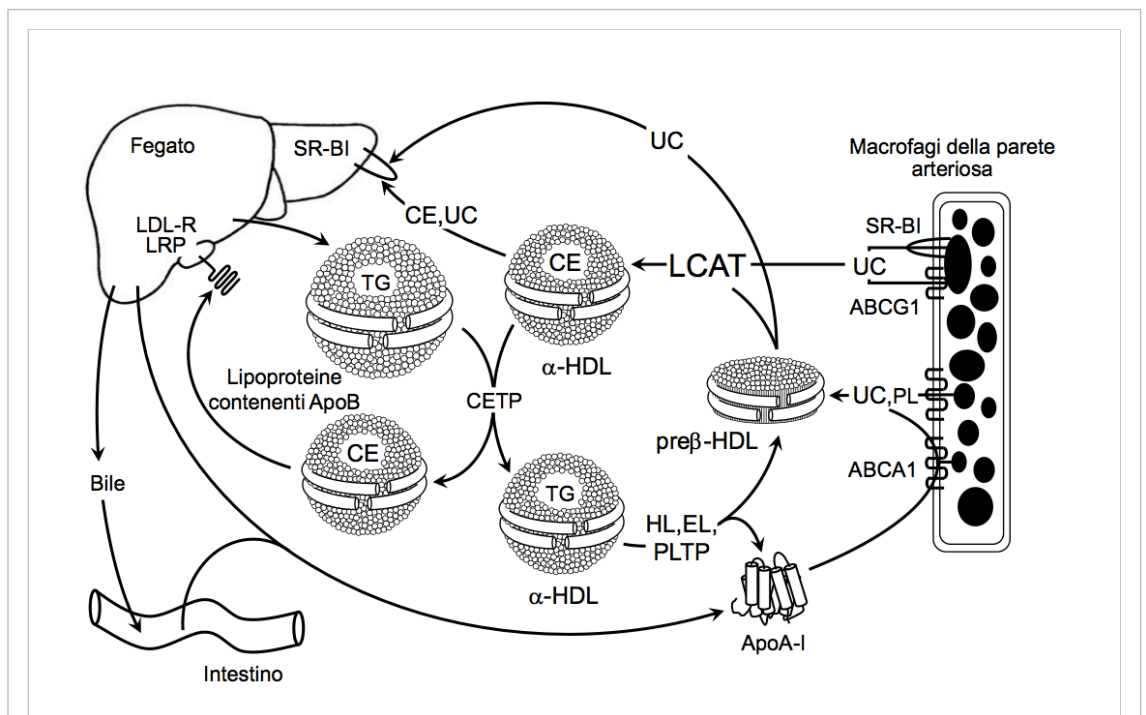 UC
Fegato
SR-BI
Macrofagi della parete
arteriosa
CE,UC
LDL-R
LRP
SR-BI
TG
CE
LCAT
UC
ABCG1
α-HDL
Lipoproteine
contenenti ApoB
CETP
UC,PL
preβ-HDL
CE
ABCA1
Bile
TG
HL,EL,
PLTP
α-HDL
ApoA-I
Intestino